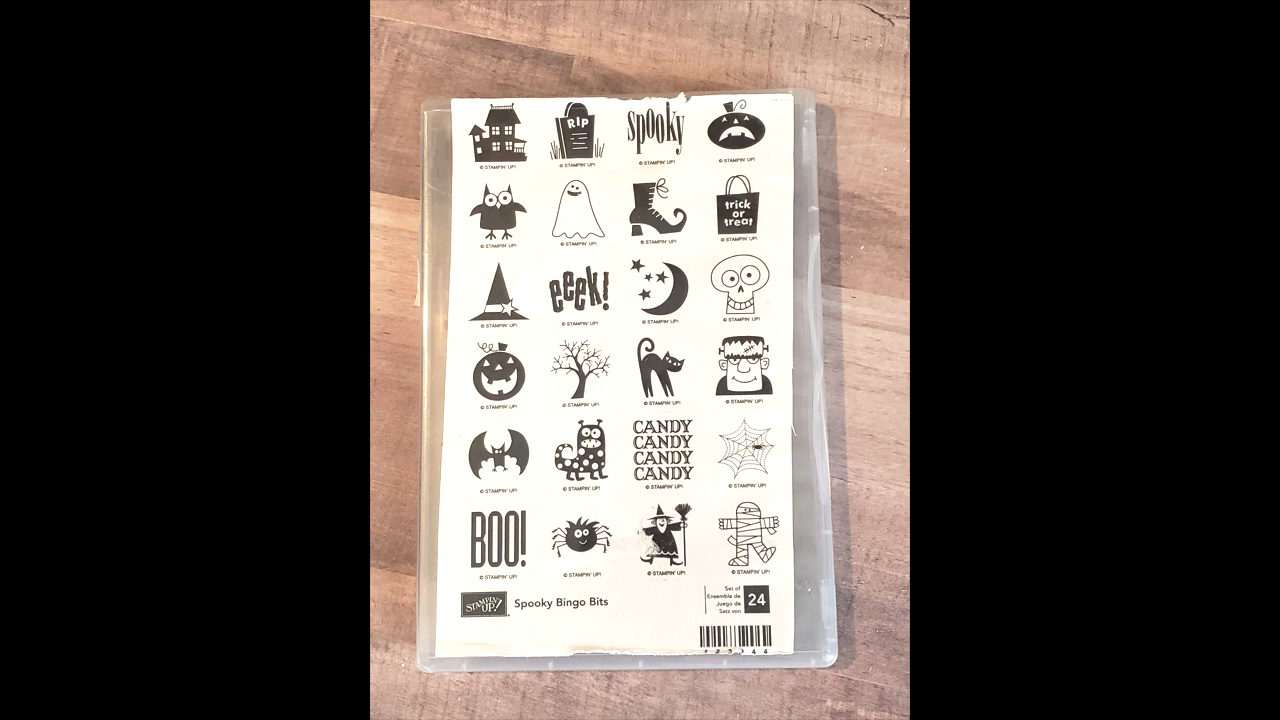 RIP
spooky
© STAMPIN' UP!
© STAMPIN' UP!
© STAMPIN' UP!
© STAMPIN' UP!
trick
or
treat
© STAMPIN' UP!
© STAMPIN' UP!
© STAMPIN' UP!
© STAMPIN' UP!
eeek!
© STAMPIN' UP!
© STAMPIN' UP!
© STAMPIN' UP!
© STAMPIN' UP!
© STAMPIN' UP!
© STAMPIN' UP!
© STAMPIN' UP!
© STAMPIN' UP!
CANDY
CANDY
CANDY
CANDY
© STAMPIN' UP!
© STAMPIN' UP!
© STAMPIN' UP!
© STAMPIN' UP!
BOO!
© STAMPIN' UP!
© STAMPIN' UP!
© STAMPIN' UP!
© STAMPIN' UP!
STAMPIN'
UP!
Spooky Bingo Bits
Set of
Ensemble de
Juego de
Satz von
24